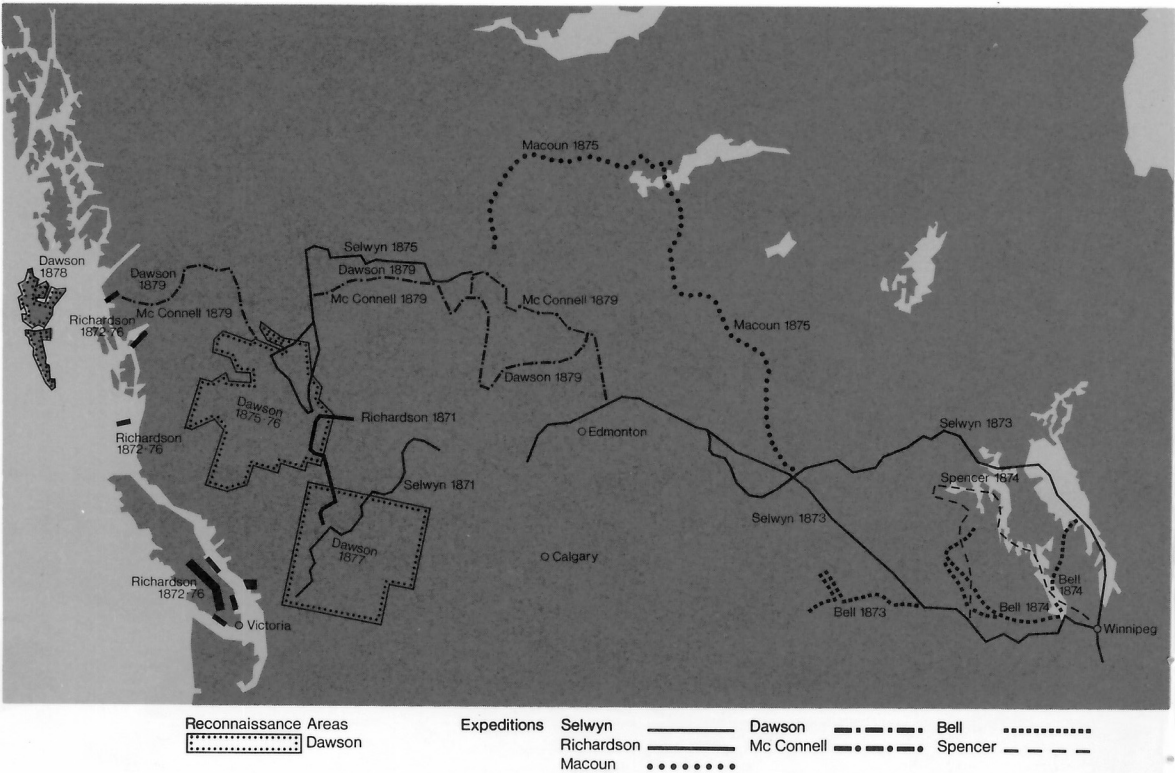 Macoun 1875
Selwyn 1875
Dawson
1878
Dawson
1879
Dawson 1879
Mc Connell 1879
Mc Connell 1879
Mc Connell 1879
Richardson
1872-76
Macoun 1875
Dawson 1879
Dawson
1875-76
Richardson 1871
Selwyn 1873
Edmonton
Richardson
1872-76
Spencer 1874
Selwyn 1871
Selwyn 1873
Dawson
1877
Calgary
Richardson
1872-76
Bell
1874
Bell 1873
Bell 1874
Victoria
Winnipeg
Reconnaissance Areas
Dawson
Expeditions
Selwyn
Richardson
Macoun
Dawson
Mc Connell
Bell
Spencer